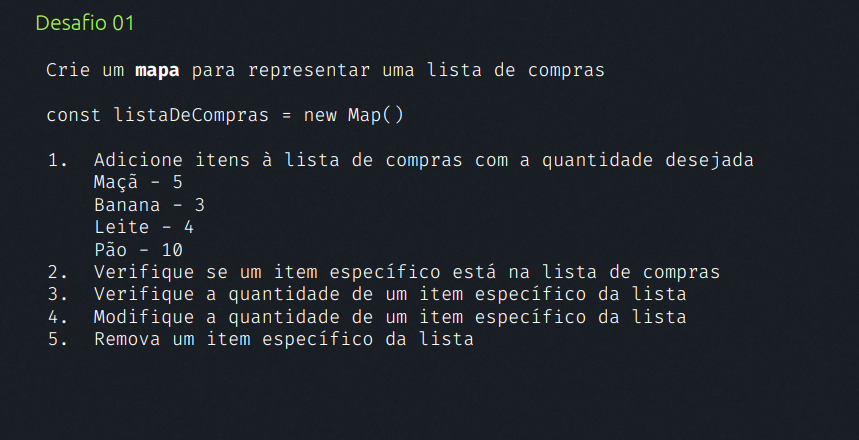 Desafio 01
Crie um mapa para representar uma lista de compras
const listaDeCompras = new Map()
1. Adicione itens à lista de compras com a quantidade desejada
Maçã - 5
Banana - 3
Leite - 4
Pão - 10
2. Verifique se um item específico está na lista de compras
3. Verifique a quantidade de um item específico da lista
4. Modifique a quantidade de um item específico da lista
5. Remova um item específico da lista